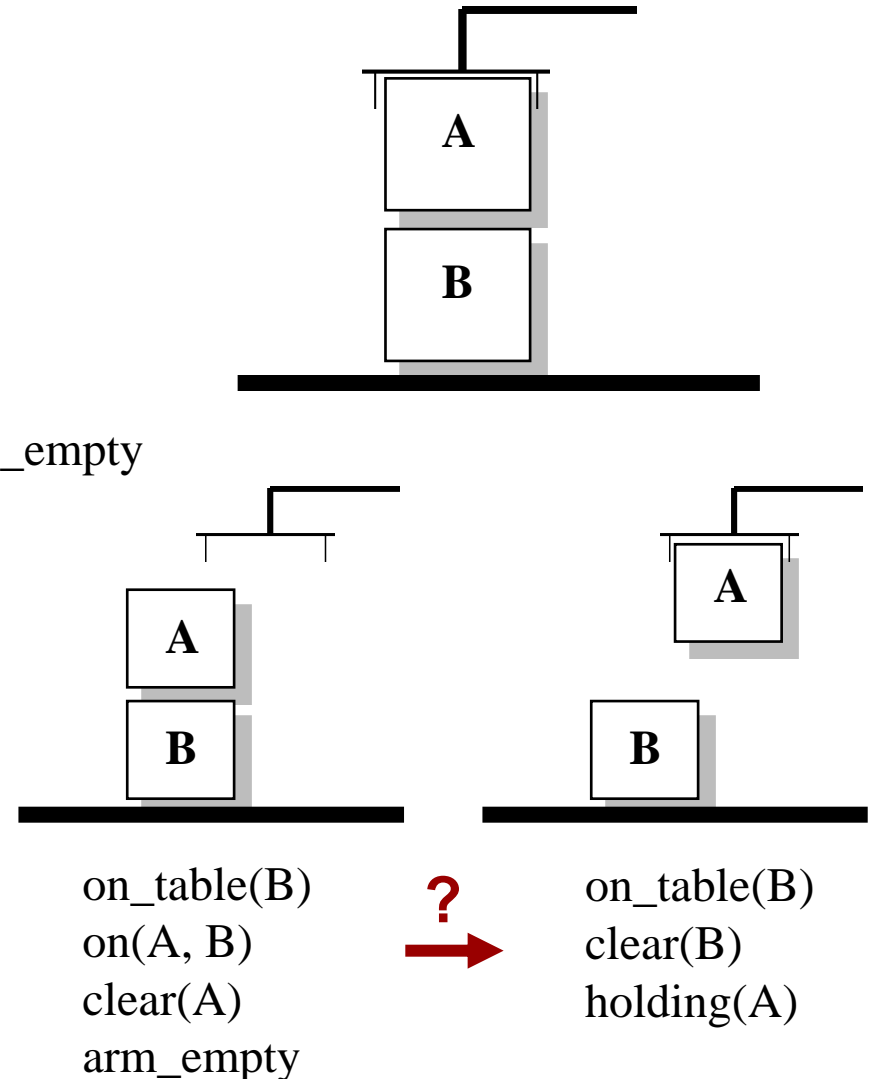 A
B
_empty
A
B
A
B
on_table(B)
on(A, B)
clear(A)
arm_empty
?
on_table(B)
clear(B)
holding(A)